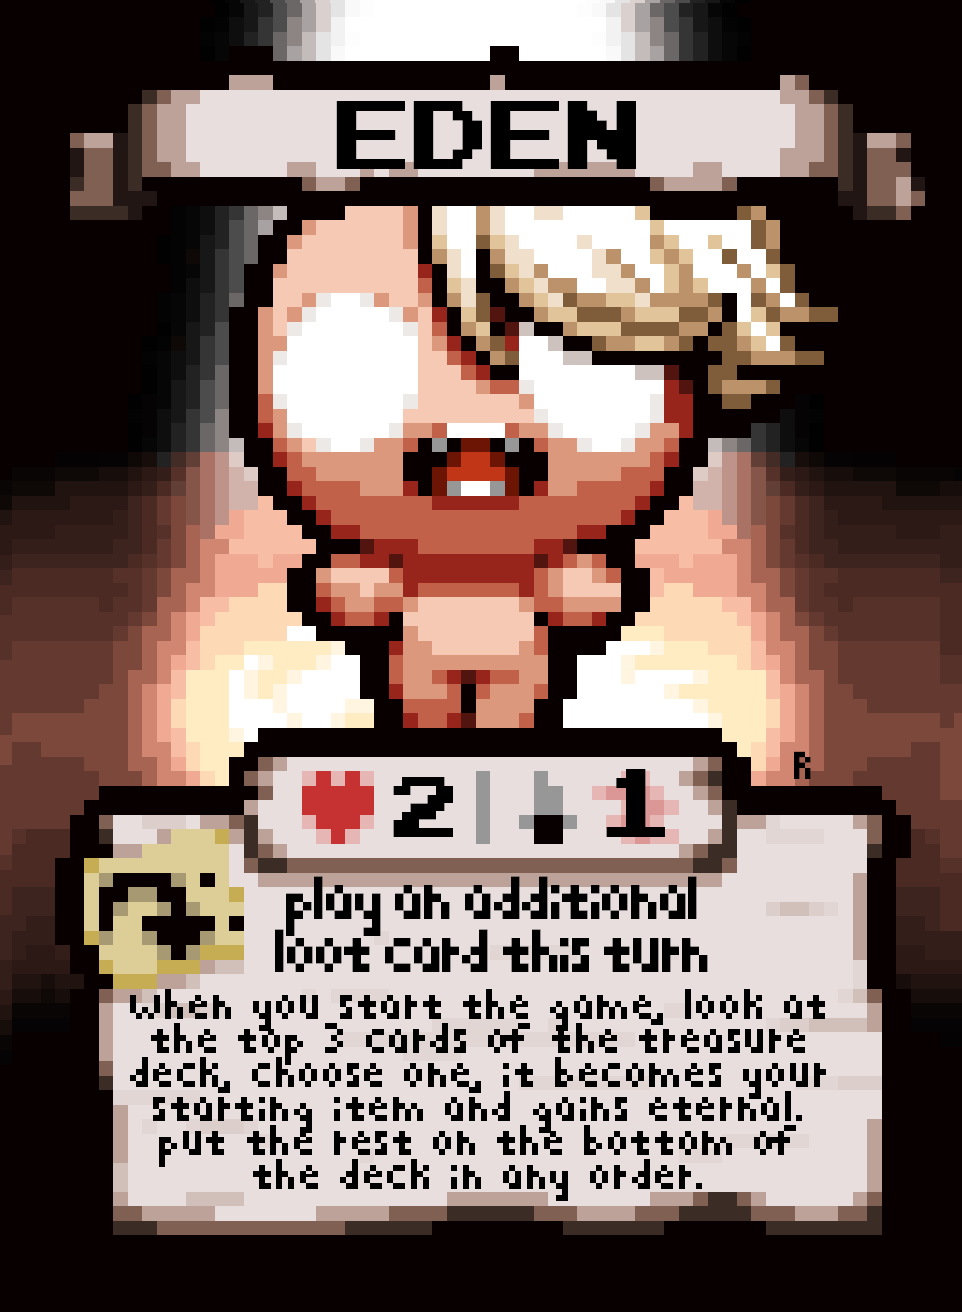 EDEN
R
2 | 1
play an additional
loot card this turn
When you start the game, look at
the top 3 cards of the treasure
deck, choose one, it becomes your
starting item and gains eternal.
put the rest on the bottom of
the deck in any order.